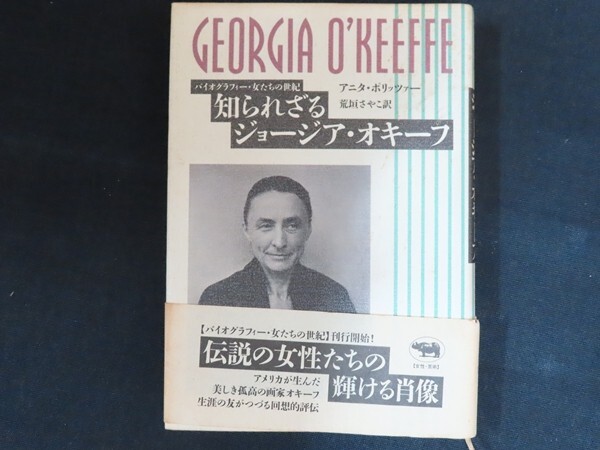 GEORGIA O'KEEFFE
バイオグラフィー・女たちの世紀
知られざる
ジョージア・オキーフ
アニタ・ポリッツァー
荒垣さやこ訳
【バイオグラフィー・女たちの世紀】刊行開始!
伝説の女性たちの
輝ける肖像
アメリカが生んだ
美しき孤高の画家オキーフ
生涯の友がつづる回想的評伝